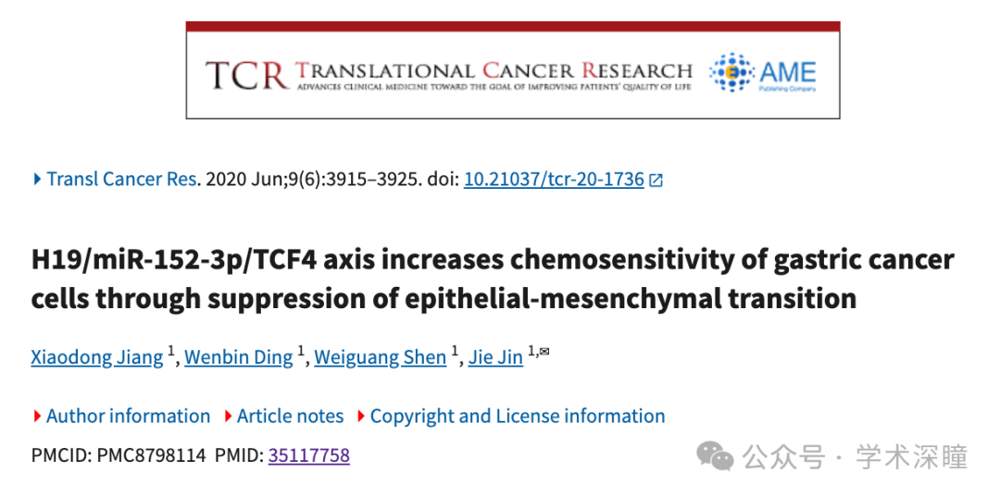 TCR TRANSLATIONAL CANCER RESEARCH
ADVANCES CLINICAL MEDICINE TOWARD THE GOAL OF IMPROVING PATIENTS' QUALITY OF LIFE
AME
Publishing Company
Transl Cancer Res. 2020 Jun;9(6):3915–3925. doi: 10.21037/tcr-20-1736
H19/miR-152-3p/TCF4 axis increases chemosensitivity of gastric cancer
cells through suppression of epithelial-mesenchymal transition
Xiaodong Jiang 1, Wenbin Ding 1, Weiguang Shen 1, Jie Jin 1,✉
Author information Article notes Copyright and License information
PMCID: PMC8798114 PMID: 35117758
公众号 · 学术深瞳